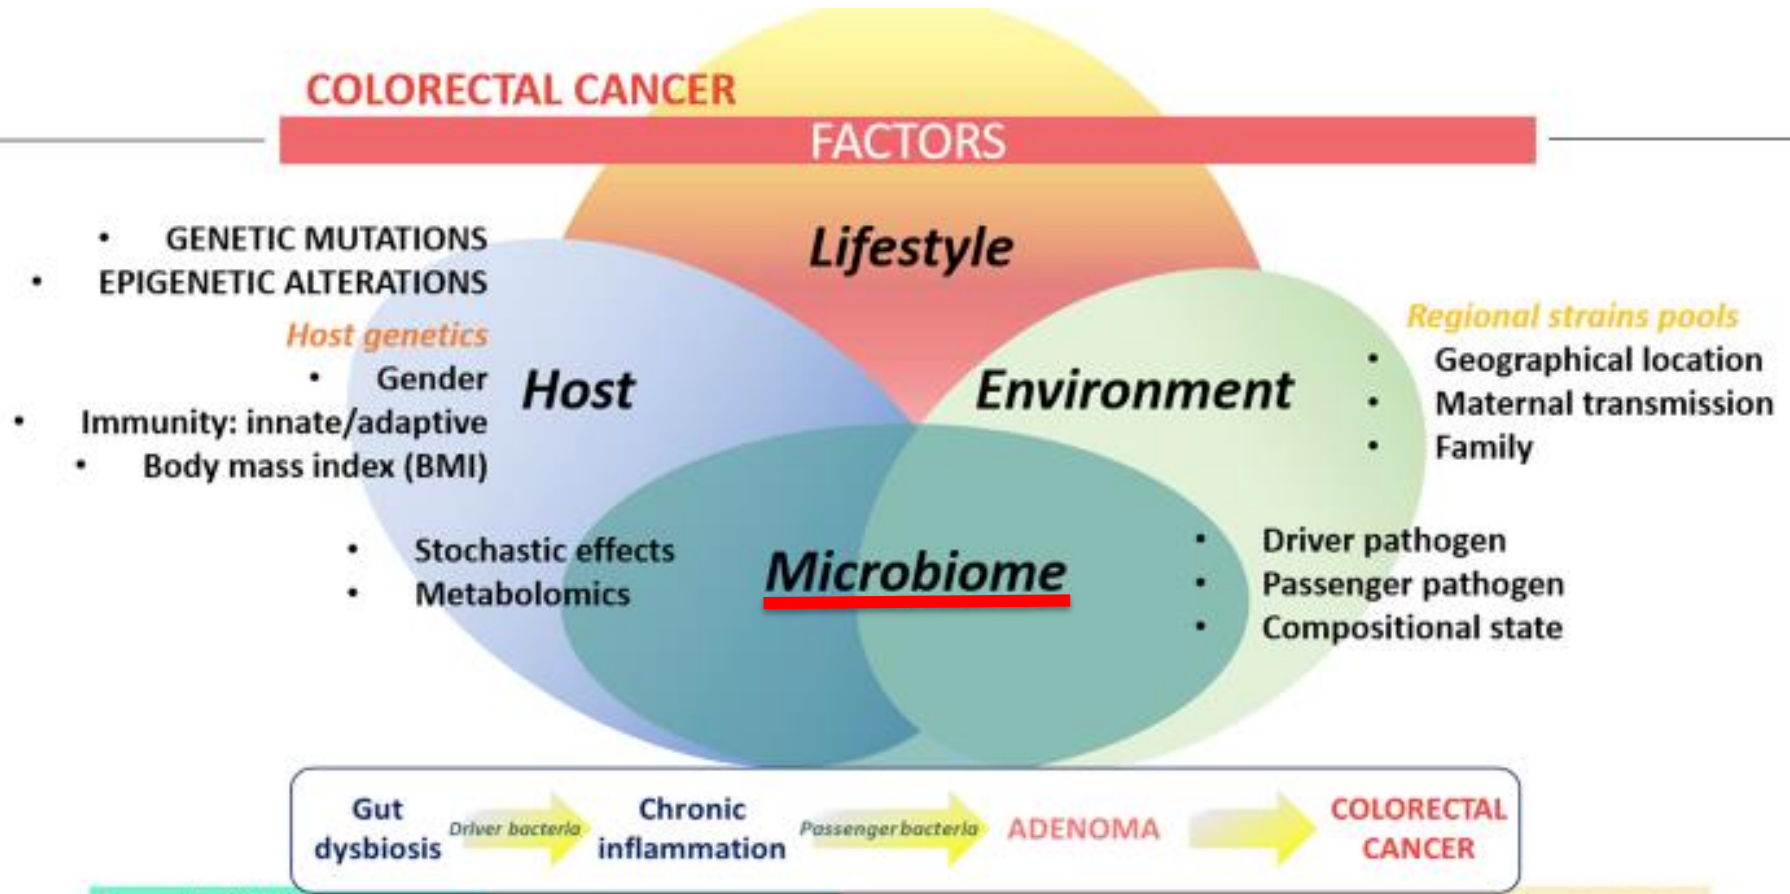 COLORECTAL CANCER
FACTORS
• GENETIC MUTATIONS
• EPIGENETIC ALTERATIONS
Host genetics
• Gender
• Immunity: innate/adaptive
• Body mass index (BMI)
Lifestyle
Host
Environment
Regional strains pools
• Geographical location
• Maternal transmission
• Family
• Stochastic effects
• Metabolomics
Microbiome
• Driver pathogen
• Passenger pathogen
• Compositional state
Gut
dysbiosis
Driver bacteria
Chronic
inflammation
Passenger bacteria
ADENOMA
COLORECTAL
CANCER